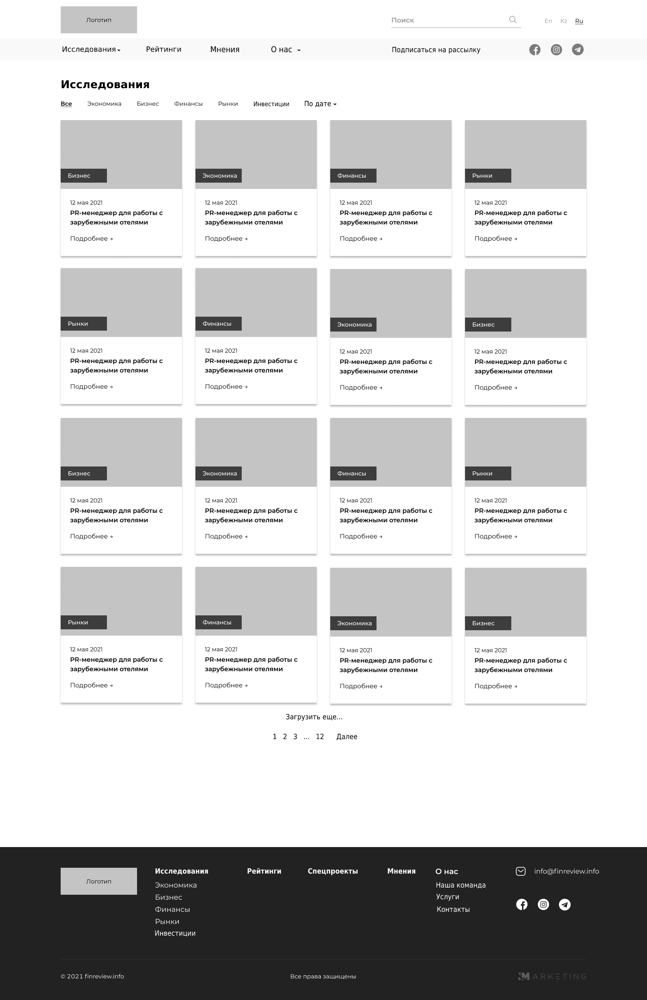 Логотип
Поиск
En Kz Ru
Исследования Рейтинги Мнения О нас Подписаться на рассылку
Исследования
Все Экономика Бизнес Финансы Рынки Инвестиции По дате
Бизнес Экономика Финансы Рынки
12 мая 2021 12 мая 2021 12 мая 2021 12 мая 2021
PR-менеджер для работы с PR-менеджер для работы с PR-менеджер для работы с PR-менеджер для работы с
зарубежными отелями зарубежными отелями зарубежными отелями зарубежными отелями
Подробнее → Подробнее → Подробнее → Подробнее →
Рынки Финансы Экономика Бизнес
12 мая 2021 12 мая 2021 12 мая 2021 12 мая 2021
PR-менеджер для работы с PR-менеджер для работы с PR-менеджер для работы с PR-менеджер для работы с
зарубежными отелями зарубежными отелями зарубежными отелями зарубежными отелями
Подробнее → Подробнее → Подробнее → Подробнее →
Бизнес Экономика Финансы Рынки
12 мая 2021 12 мая 2021 12 мая 2021 12 мая 2021
PR-менеджер для работы с PR-менеджер для работы с PR-менеджер для работы с PR-менеджер для работы с
зарубежными отелями зарубежными отелями зарубежными отелями зарубежными отелями
Подробнее → Подробнее → Подробнее → Подробнее →
Рынки Финансы Экономика Бизнес
12 мая 2021 12 мая 2021 12 мая 2021 12 мая 2021
PR-менеджер для работы с PR-менеджер для работы с PR-менеджер для работы с PR-менеджер для работы с
зарубежными отелями зарубежными отелями зарубежными отелями зарубежными отелями
Подробнее → Подробнее → Подробнее → Подробнее →
Загрузить еще...
1 2 3 ... 12 Далее
Логотип
Исследования
Экономика
Бизнес
Финансы
Рынки
Инвестиции
Рейтинги
Спецпроекты
Мнения
О нас
Наша команда
Услуги
Контакты
info@finreview.info
© 2021 finreview.info Все права защищены MARKETING